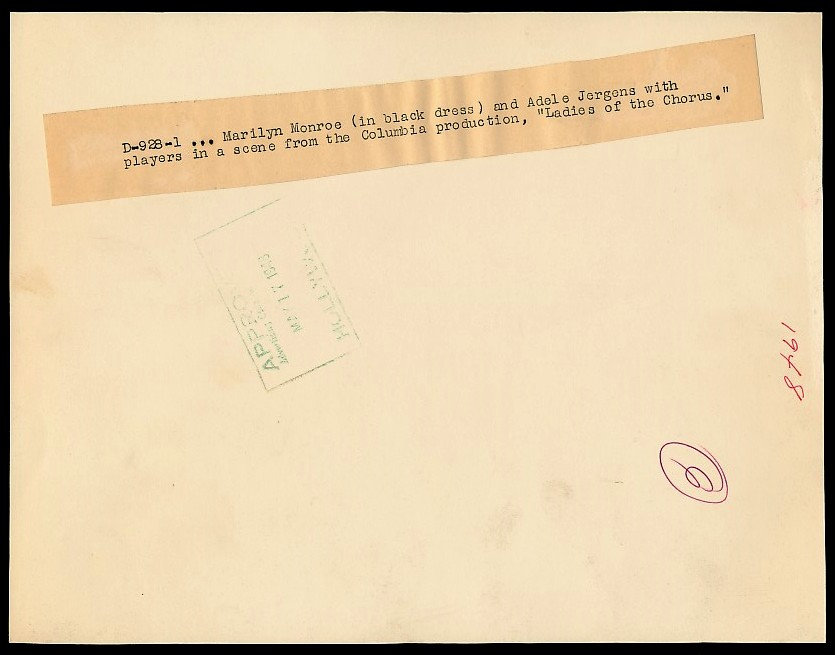 D-928-1 ... Marilyn Monroe (in black dress) and Adele Jergens with
players in a scene from the Columbia production, "Ladies of the Chorus."
1948